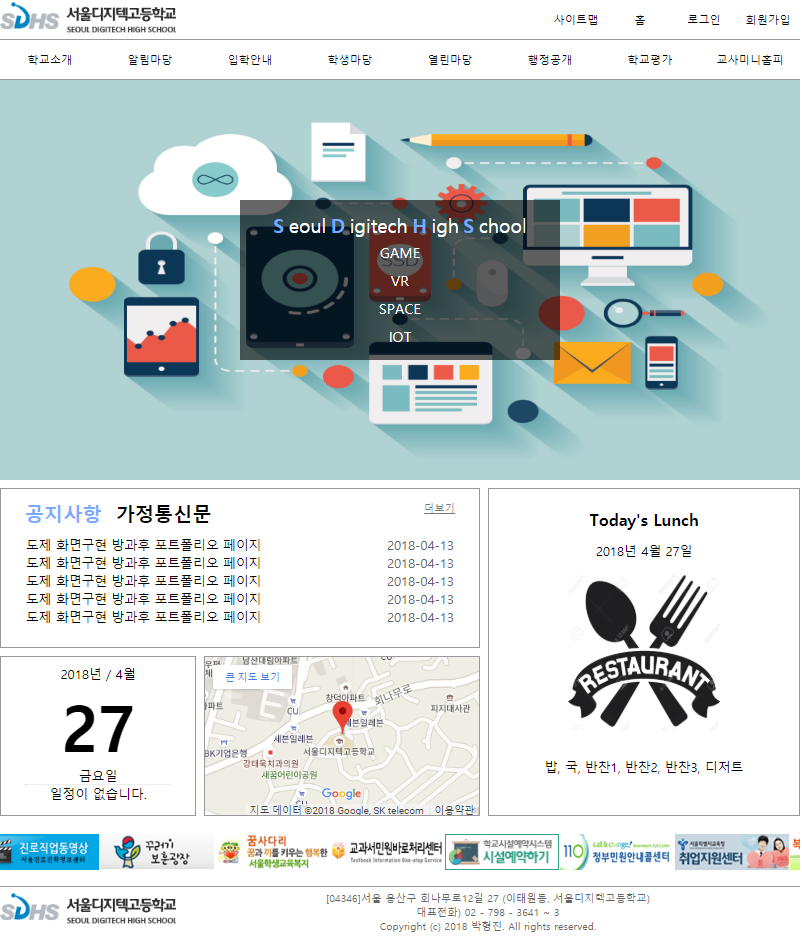 SDHS 서울디지텍고등학교
SEOUL DIGITECH HIGH SCHOOL
사이트맵 홈 로그인 회원가입
학교소개 알림마당 입학안내 학생마당 열린마당 행정공개 학교평가 교사미니홈피
Seoul Digitech High School
GAME
SSD
VR
SPACE
IOT
공지사항 가정통신문 더보기
도제 화면구현 방과후 포트폴리오 페이지 2018-04-13
도제 화면구현 방과후 포트폴리오 페이지 2018-04-13
도제 화면구현 방과후 포트폴리오 페이지 2018-04-13
도제 화면구현 방과후 포트폴리오 페이지 2018-04-13
도제 화면구현 방과후 포트폴리오 페이지 2018-04-13
Today's Lunch
2018년 4월 27일
RESTAURANT
밥, 국, 반찬1, 반찬2, 반찬3, 디저트
2018년 / 4월
27
금요일
일정이 없습니다.
남산대림아파트
큰 지도 보기
창덕아파트
회나무로
CU
세븐일레븐
피지대사관
세븐일레븐
BK기업은행
서울디지텍고등학교
강태욱치과의원
새꿈어린이공원
CU
Google
지도 데이터 ©2018 Google, SK telecom 이용약관
진로직업동영상
서울진로진학정보센터
꾸러기
보훈광장
꿈사다리
꿈과 끼를 키우는 행복한
서울학생교육복지
교과서민원바로처리센터
Textbook Information One-stop Service
학교시설예약시스템
시설예약하기
110 call &change! Government Call Center
정부민원안내콜센터
서울특별시교육청
취업지원센터
SDHS 서울디지텍고등학교
SEOUL DIGITECH HIGH SCHOOL
[04346]서울 용산구 회나무로12길 27 (이태원동, 서울디지텍고등학교)
대표전화) 02 - 798 - 3641 ~ 3
Copyright (c) 2018 박형진. All rights reserved.